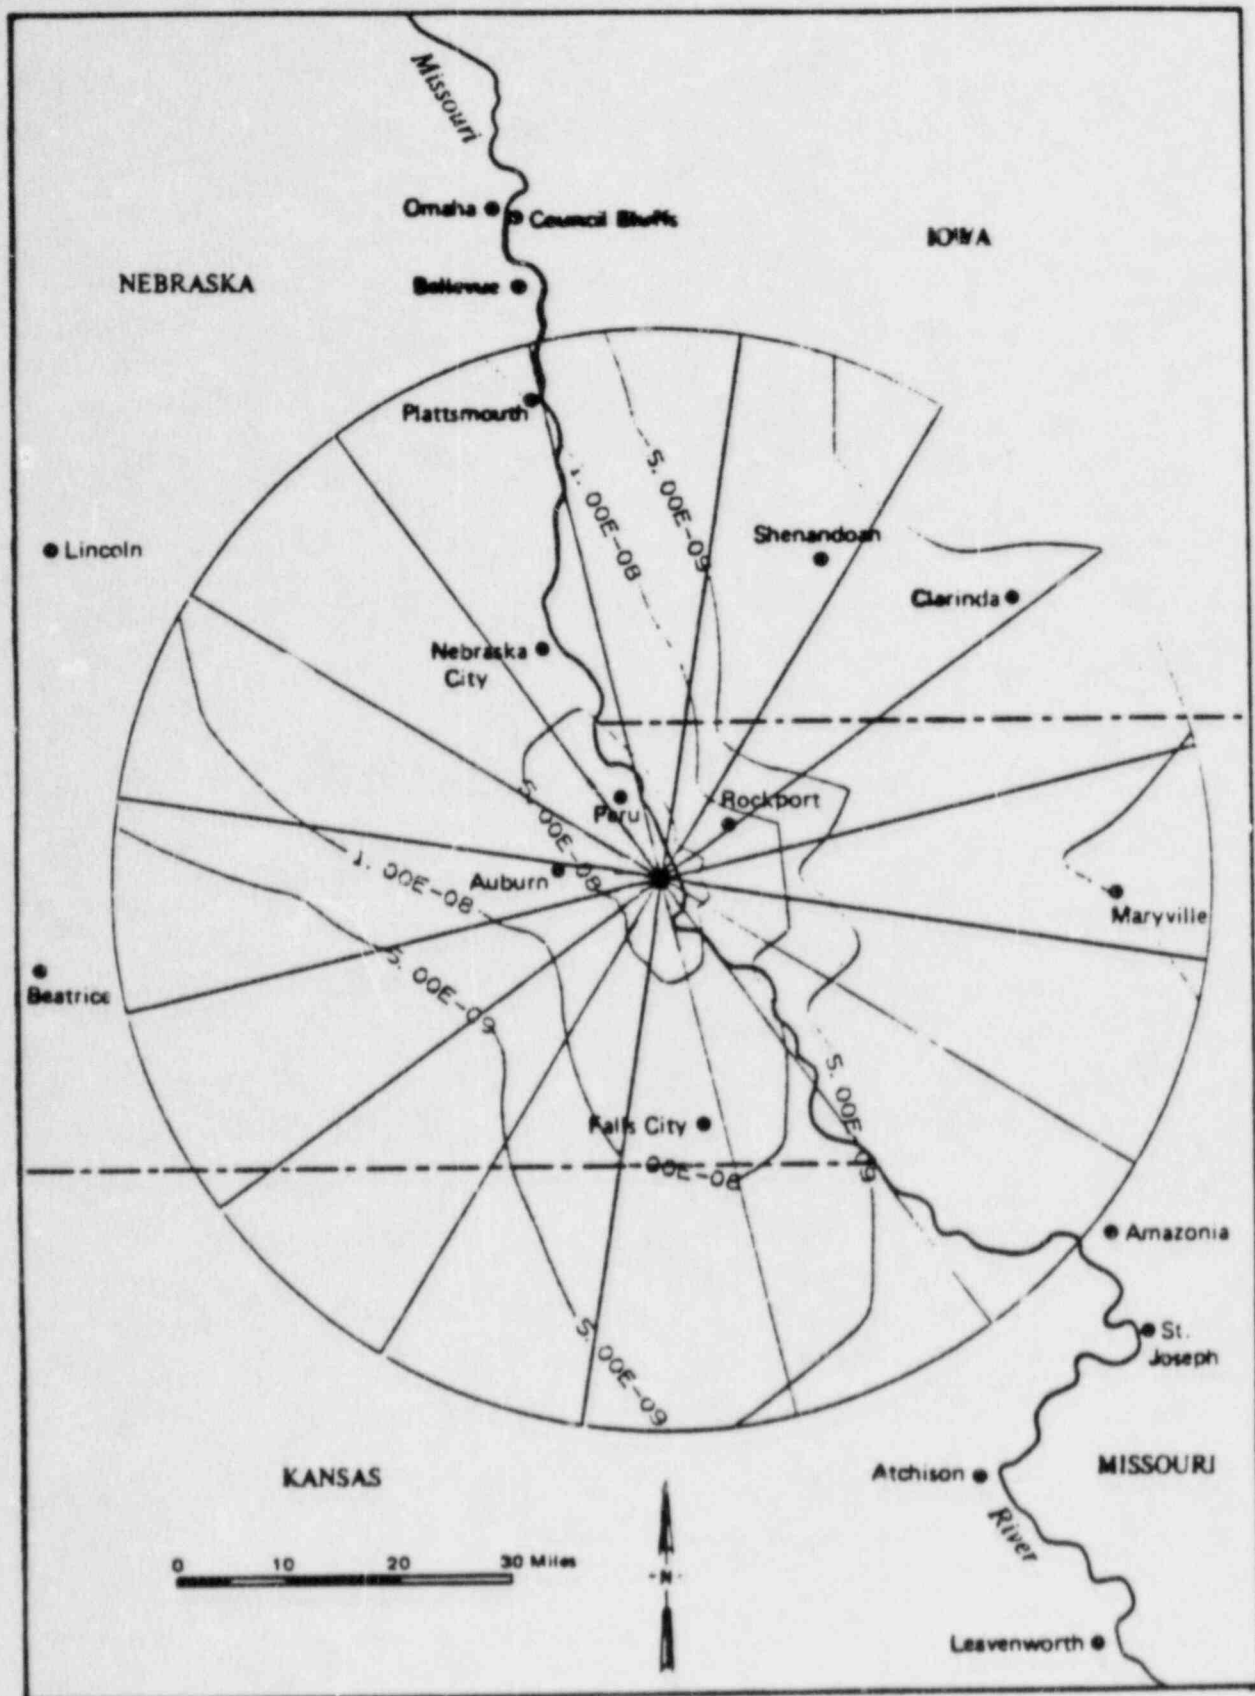 Missouri
Omaha
Council Bluffs
IOWA
NEBRASKA
Bellevue
Plattsmouth
5.00E-09
1.00E-08
Shenandoah
Lincoln
Clarinda
Nebraska
City
5.00E-08
Peru
Rockport
1.00E-08
Auburn
Maryville
5.00E-09
Beatrice
5.00E-09
Falls City
00E-08
Amazonia
5.00E-09
St.
Joseph
KANSAS
Atchison
MISSOURI
River
0 10 20 30 Miles
N
Leavenworth